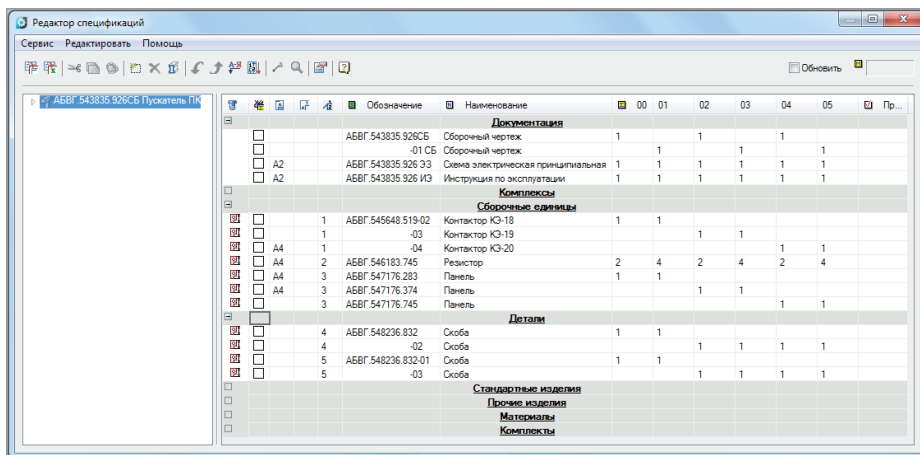 Редактор спецификаций
Сервис Редактировать Помощь
Обновить
АБВГ.543835.926СБ Пускатель ПК
Обозначение Наименование 00 01 02 03 04 05 Пр...
Документация
АБВГ.543835.926СБ Сборочный чертеж 1 1 1
-01 СБ Сборочный чертеж 1 1 1
А2 АБВГ.543835.926 ЭЗ Схема электрическая принципиальная 1 1 1 1 1 1
А2 АБВГ.543835.926 ИЭ Инструкция по эксплуатации 1 1 1 1 1 1
Комплексы
Сборочные единицы
1 АБВГ.545648.519-02 Контактор КЭ-18 1 1
1 -03 Контактор КЭ-19 1 1
А4 1 -04 Контактор КЭ-20 1 1
А4 2 АБВГ.546183.745 Резистор 2 4 2 4 2 4
А4 3 АБВГ.547176.283 Панель 1 1
А4 3 АБВГ.547176.374 Панель 1 1
3 АБВГ.547176.745 Панель 1 1
Детали
4 АБВГ.548236.832 Скоба 1 1
4 -02 Скоба 1 1 1 1
5 АБВГ.548236.832-01 Скоба 1 1
5 -03 Скоба 1 1 1 1
Стандартные изделия
Прочие изделия
Материалы
Комплекты